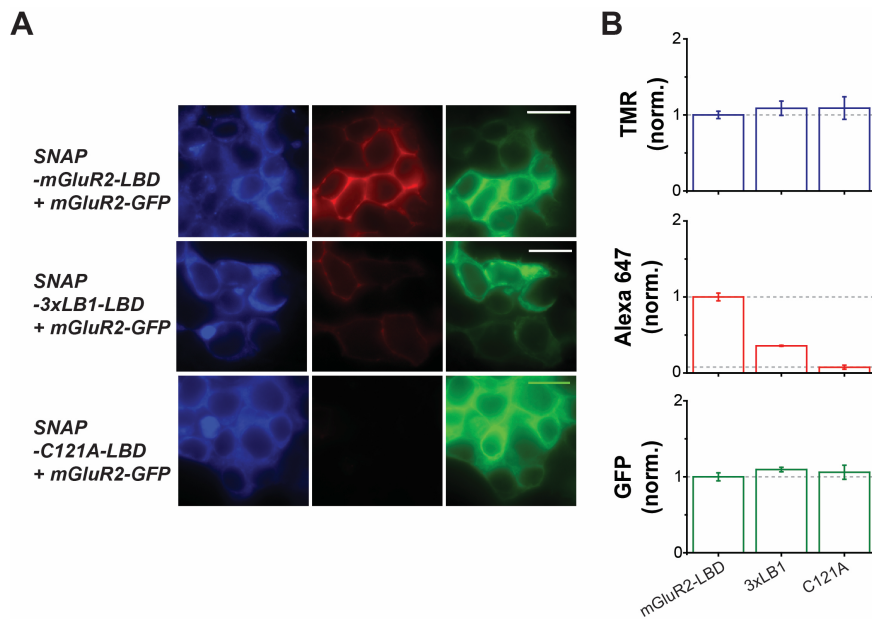 A
SNAP
-mGluR2-LBD
+ mGluR2-GFP
SNAP
-3xLB1-LBD
+ mGluR2-GFP
SNAP
-C121A-LBD
+ mGluR2-GFP
B
TMR
(norm.)
2
1
0
Alexa 647
(norm.)
2
1
0
GFP
(norm.)
2
1
0
mGluR2-LBD
3xLB1
C121A